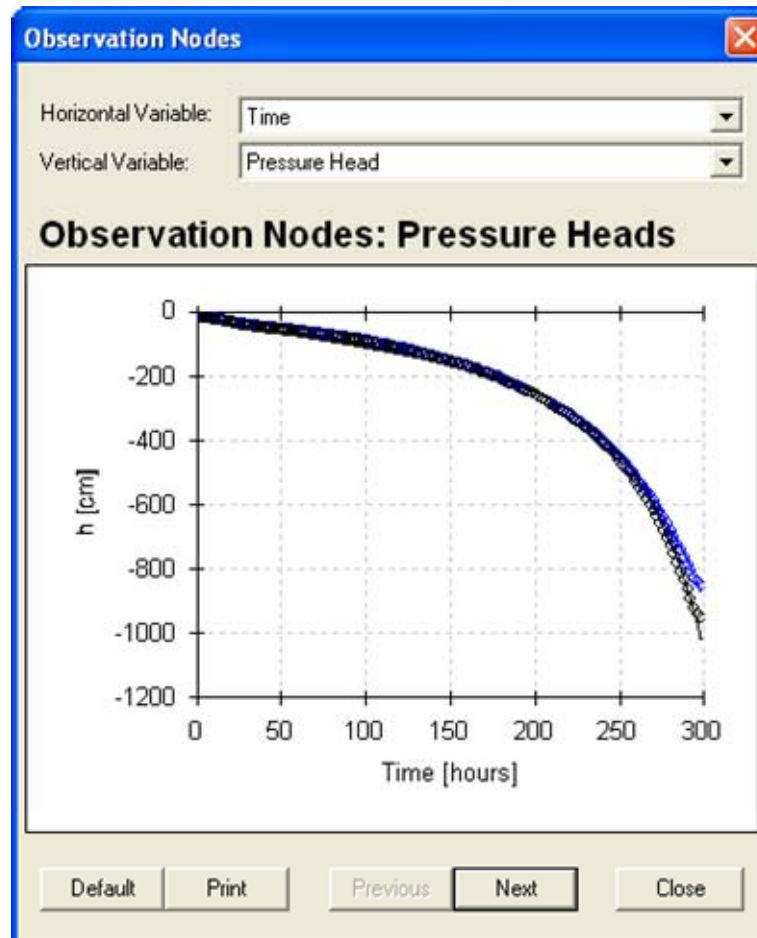 Observation Nodes
Horizontal Variable: Time
Vertical Variable: Pressure Head
Observation Nodes: Pressure Heads
0
-200
-400
-600
-800
-1000
-1200
h [cm]
0 50 100 150 200 250 300
Time [hours]
Default Print Previous Next Close